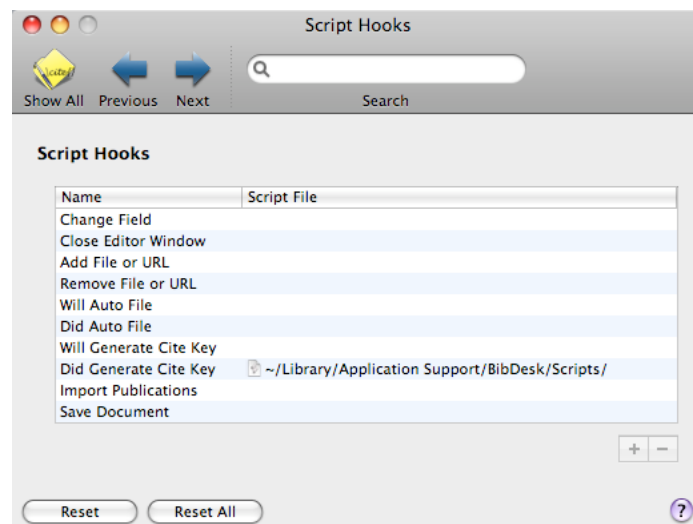 Script Hooks
\cite{}
Show All Previous Next Search
Script Hooks
Name Script File
Change Field
Close Editor Window
Add File or URL
Remove File or URL
Will Auto File
Did Auto File
Will Generate Cite Key
Did Generate Cite Key ~/Library/Application Support/BibDesk/Scripts/
Import Publications
Save Document
+ −
Reset Reset All ?